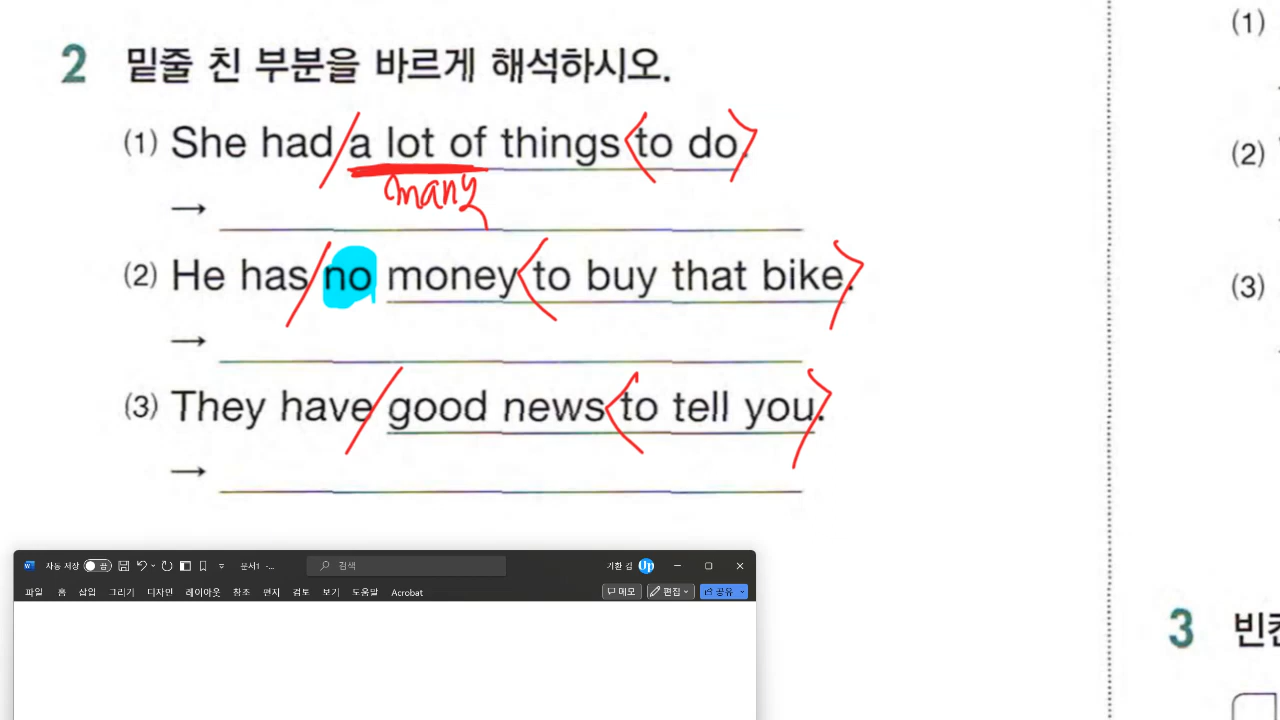 (1)
2 밑줄 친 부분을 바르게 해석하시오.
(1) She had / a lot of things <to do>.
many
→
(2)
(2) He has / no money <to buy that bike>.
→
(3)
(3) They have / good news <to tell you>.
→
자동 저장 끔 문서1 -... 검색 기환 김
파일 홈 삽입 그리기 디자인 레이아웃 참조 편지 검토 보기 도움말 Acrobat 메모 편집 공유
3